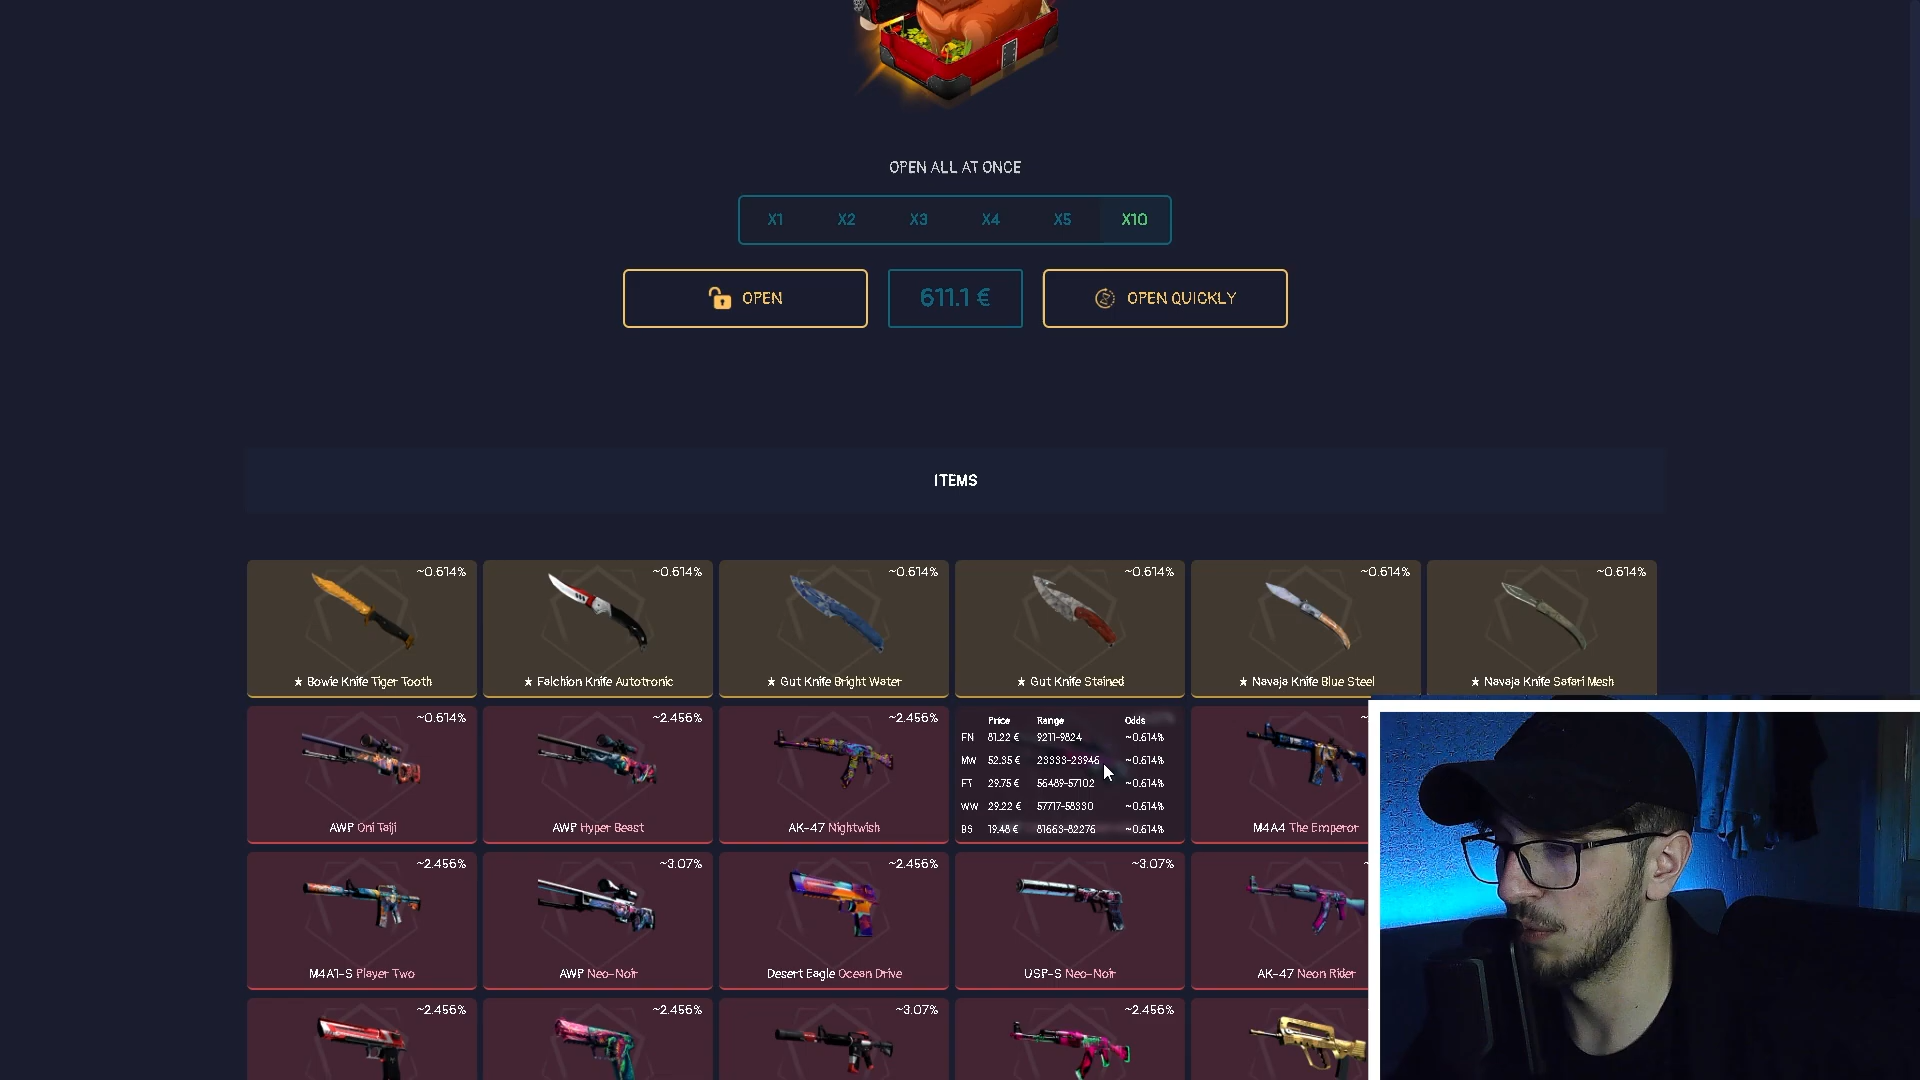 OPEN ALL AT ONCE
X1 X2 X3 X4 X5 X10
OPEN 611.1 € OPEN QUICKLY
ITEMS
~0.614% ~0.614% ~0.614% ~0.614% ~0.614% ~0.614%
★ Bowie Knife Tiger Tooth ★ Falchion Knife Autotronic ★ Gut Knife Bright Water ★ Gut Knife Stained ★ Navaja Knife Blue Steel ★ Navaja Knife Safari Mesh
~0.614% ~2.456% ~2.456%
Price Range Odds
FN 81.22 € 9211-9824 ~0.614%
MW 52.35 € 23333-23946 ~0.614%
FT 29.75 € 56489-57102 ~0.614%
WW 29.22 € 57717-58330 ~0.614%
BS 19.48 € 81663-82276 ~0.614%
AWP Oni Taiji AWP Hyper Beast AK-47 Nightwish M4A4 The Emperor
~2.456% ~3.07% ~2.456% ~3.07%
M4A1-S Player Two AWP Neo-Noir Desert Eagle Ocean Drive USP-S Neo-Noir AK-47 Neon Rider
~2.456% ~2.456% ~3.07% ~2.456%